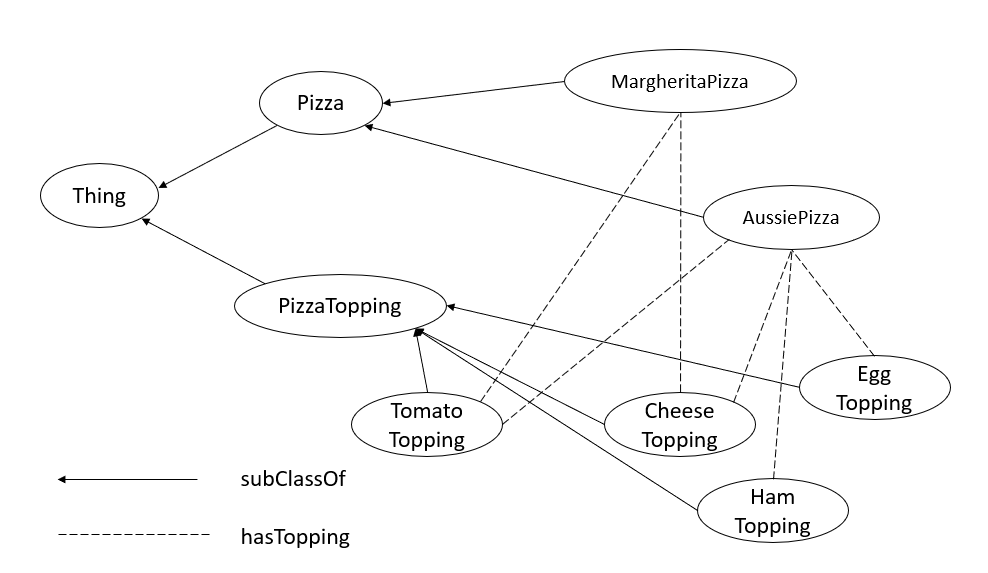 MargheritaPizza
Pizza
Thing
AussiePizza
PizzaTopping
Egg
Topping
Tomato
Topping
Cheese
Topping
Ham
Topping
subClassOf
hasTopping